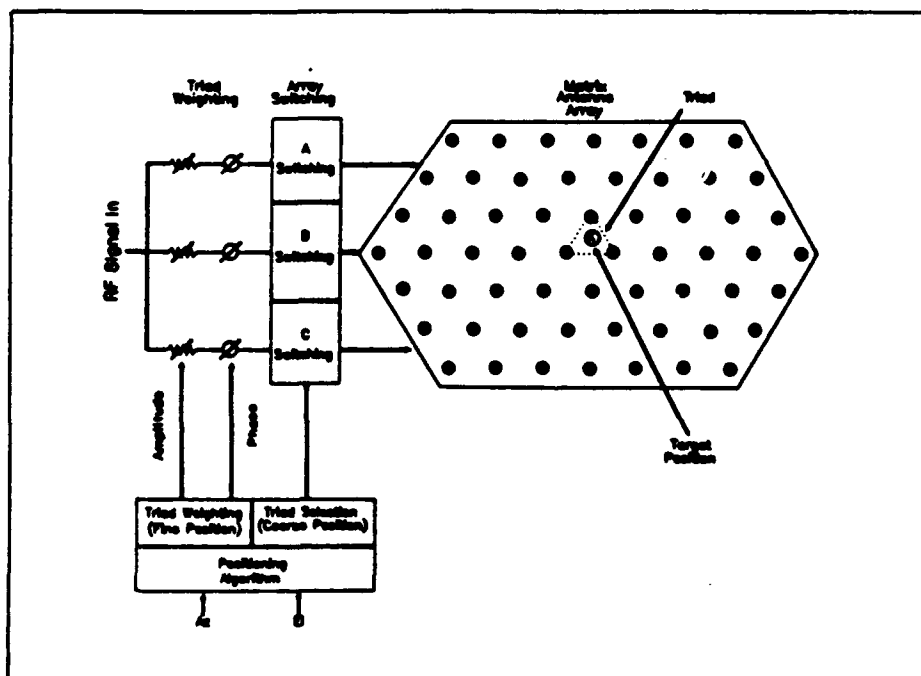 Triad
Weighting
Array
Switching
Matrix
Antenna
Array
Triad
A
Switching
B
Switching
C
Switching
RF Signal In
Amplitude
Phase
Target
Position
Triad Weighting
(Fine Position)
Triad Selection
(Coarse Position)
Positioning
Algorithm
Az
El